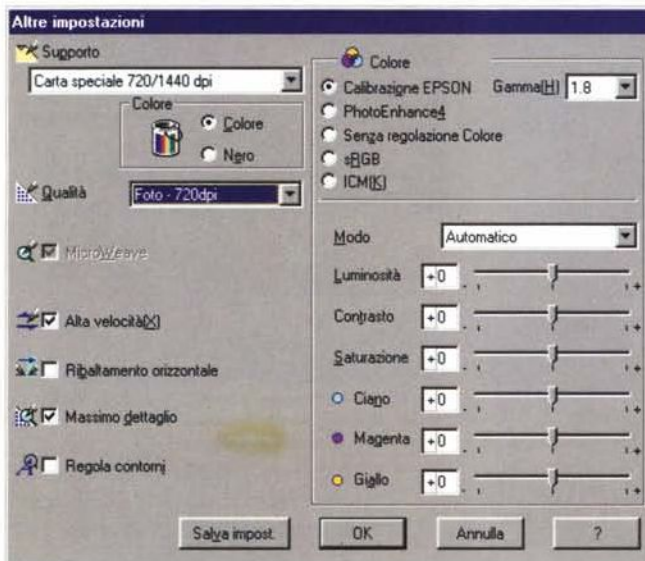 Altre impostazioni
Supporto
Carta speciale 720/1440 dpi
Colore
Colore
Nero
Qualità
Foto - 720dpi
MicroWeave
Alta velocità(X)
Ribaltamento orizzontale
Massimo dettaglio
Regola contorni
Colore
Calibrazione EPSON
Gamma(H) 1.8
PhotoEnhance4
Senza regolazione Colore
sRGB
ICM(K)
Modo Automatico
Luminosità +0 - +
Contrasto +0 - +
Saturazione +0 - +
Ciano +0 - +
Magenta +0 - +
Giallo +0 - +
Salva impost. OK Annulla ?